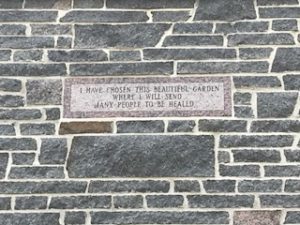 I HAVE CHOSEN THIS BEAUTIFUL GARDEN
WHERE I WILL SEND
MANY PEOPLE TO BE HEALED